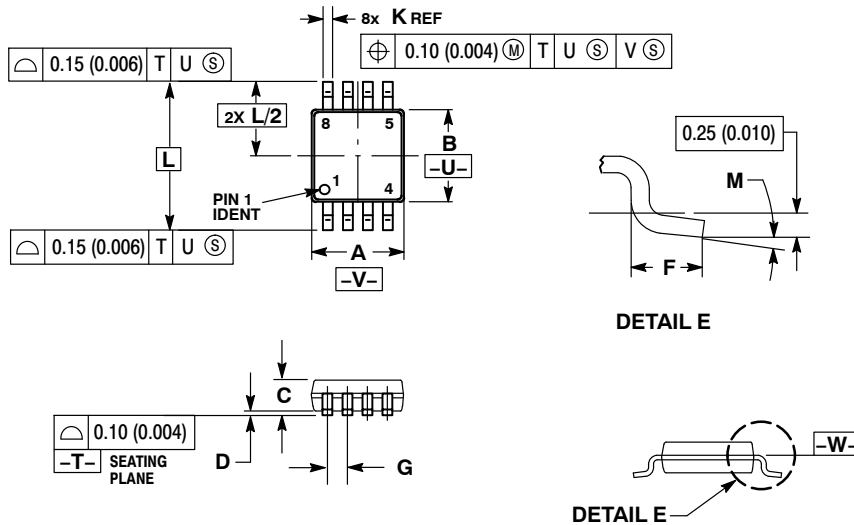 8x K REF
⌖ 0.10 (0.004) Ⓜ T U Ⓢ V Ⓢ
⌓ 0.15 (0.006) T U Ⓢ
2X L/2
L
8 5
B
–U–
PIN 1
IDENT
1
4
⌓ 0.15 (0.006) T U Ⓢ
A
–V–
0.25 (0.010)
M
F
DETAIL E
C
⌓ 0.10 (0.004)
–T– SEATING
PLANE
D
G
–W–
DETAIL E